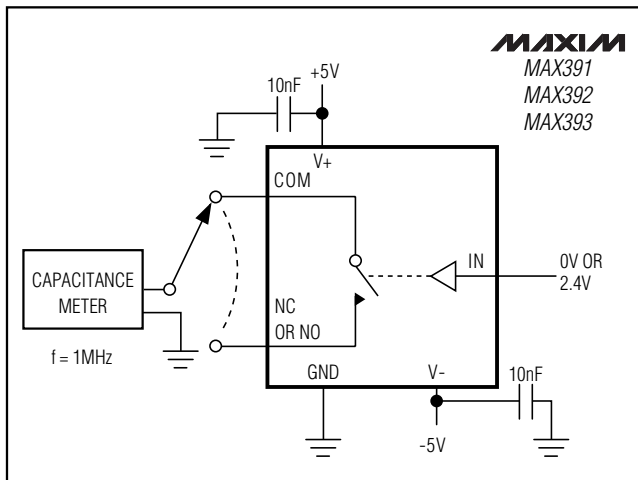 MAXIM
MAX391
MAX392
MAX393
+5V
10nF
V+
COM
IN
0V OR
2.4V
CAPACITANCE
METER
NC
OR NO
f = 1MHz
GND
V-
10nF
-5V